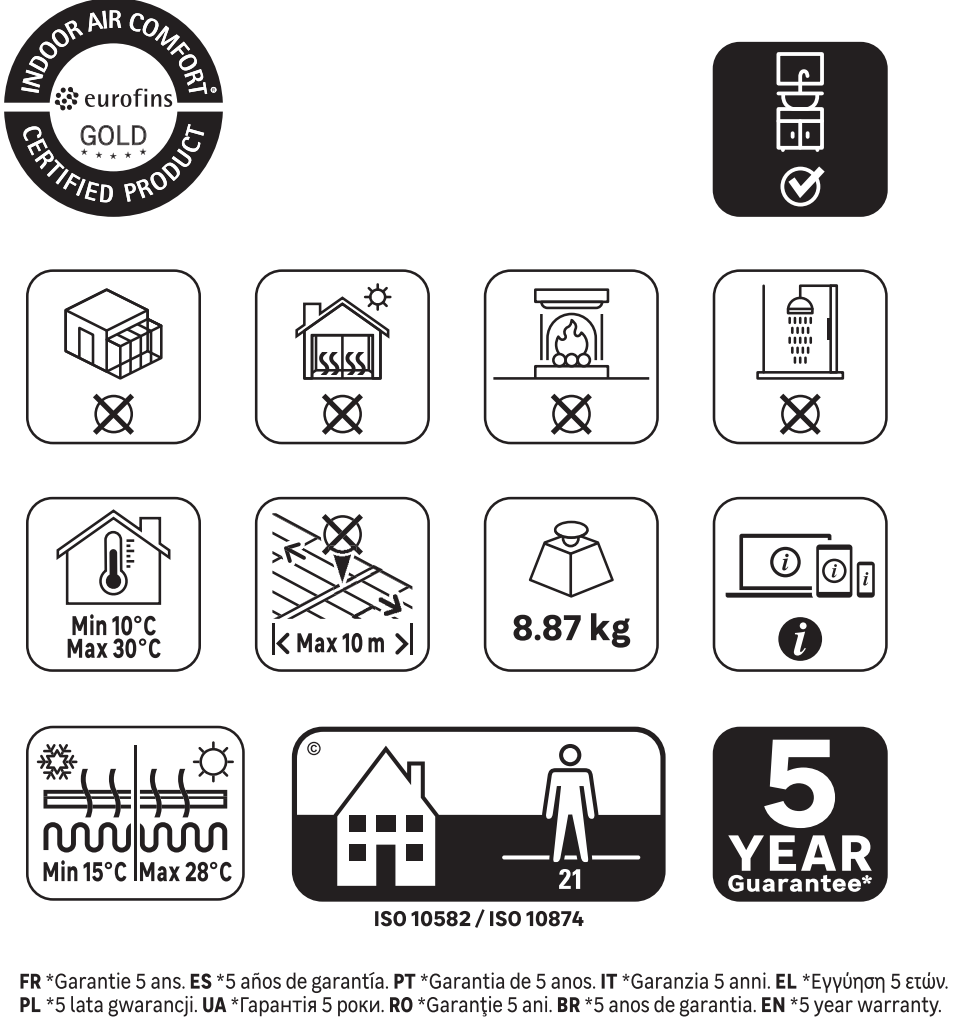 INDOOR AIR COMFORT®
eurofins
GOLD
CERTIFIED PRODUCT
Min 10°C
Max 30°C
Max 10 m
8.87 kg
i
i
i
i
Min 15°C
Max 28°C
©
21
ISO 10582 / ISO 10874
5
YEAR
Guarantee*
FR *Garantie 5 ans. ES *5 años de garantía. PT *Garantia de 5 anos. IT *Garanzia 5 anni. EL *Εγγύηση 5 ετών.
PL *5 lata gwarancji. UA *Гарантія 5 роки. RO *Garanţie 5 ani. BR *5 anos de garantia. EN *5 year warranty.